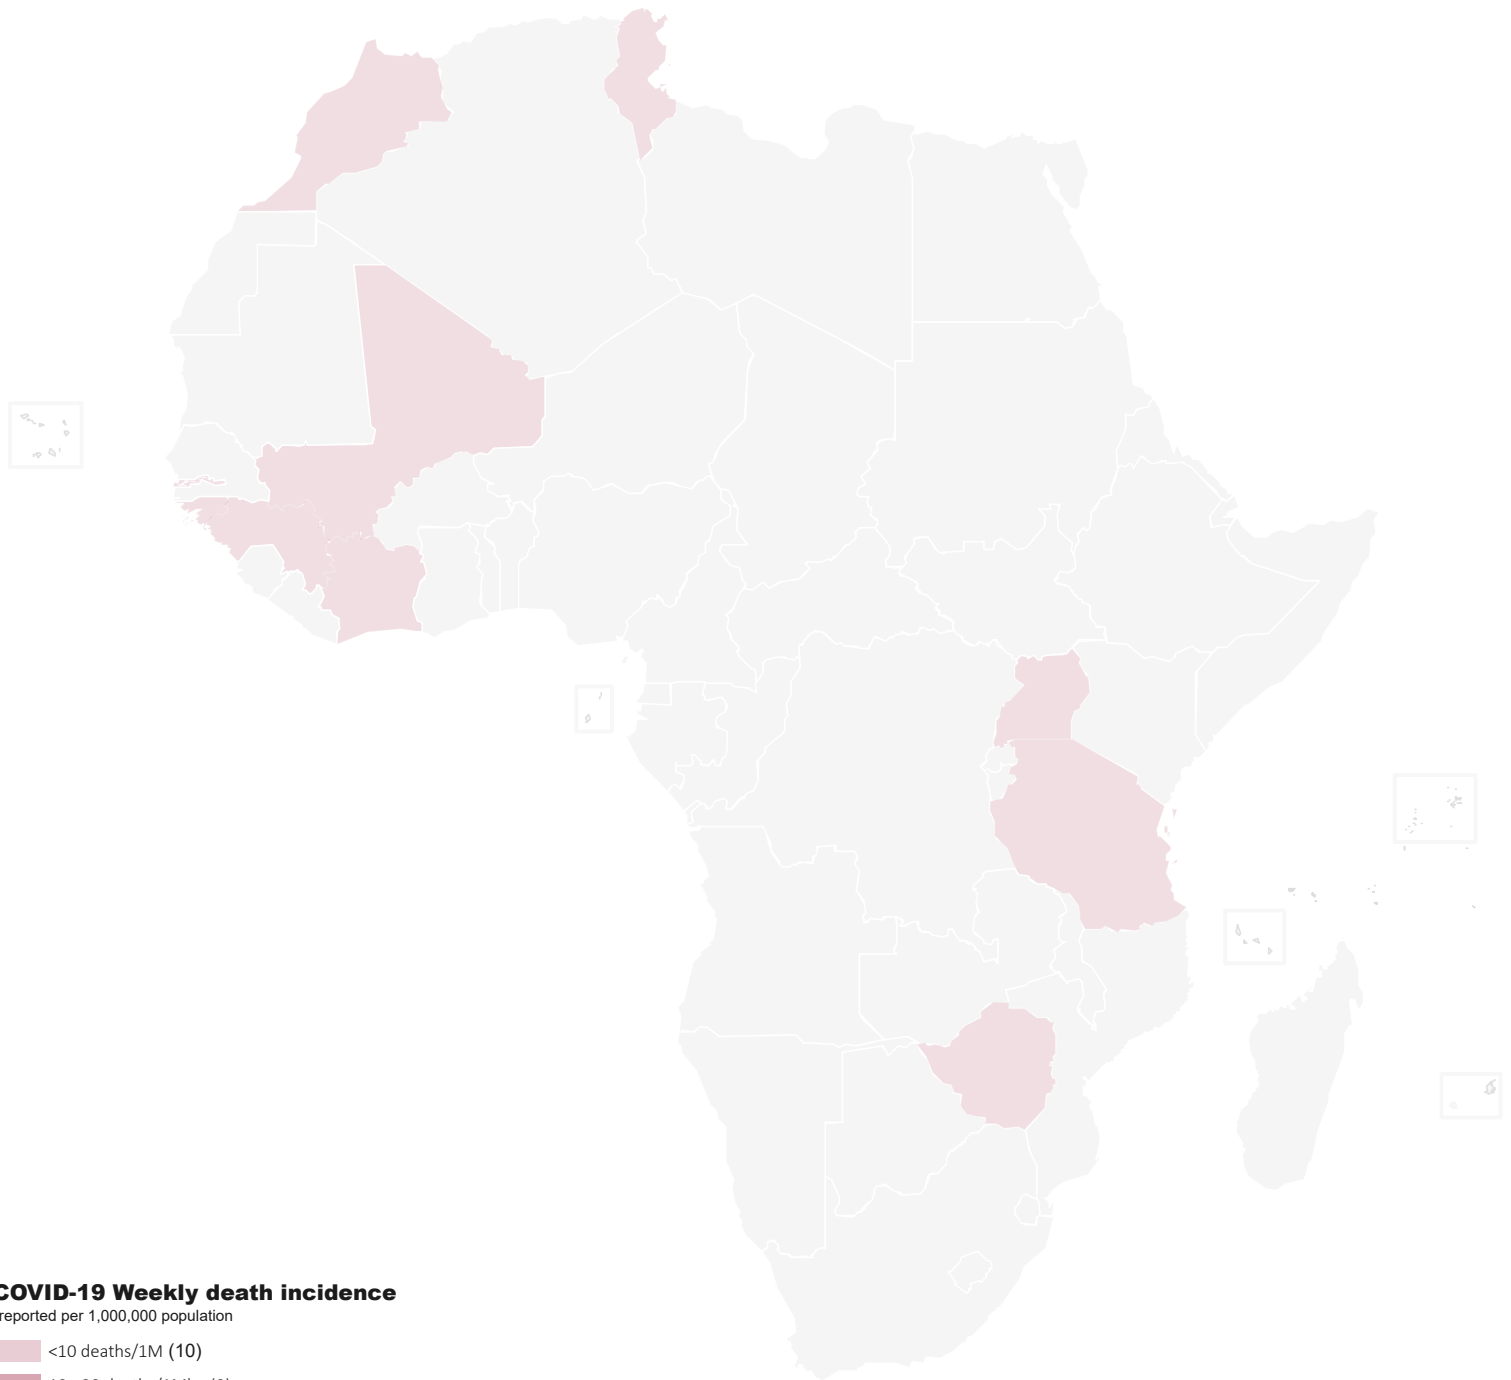 COVID-19 Weekly death incidence
reported per 1,000,000 population
<10 deaths/1M (10)